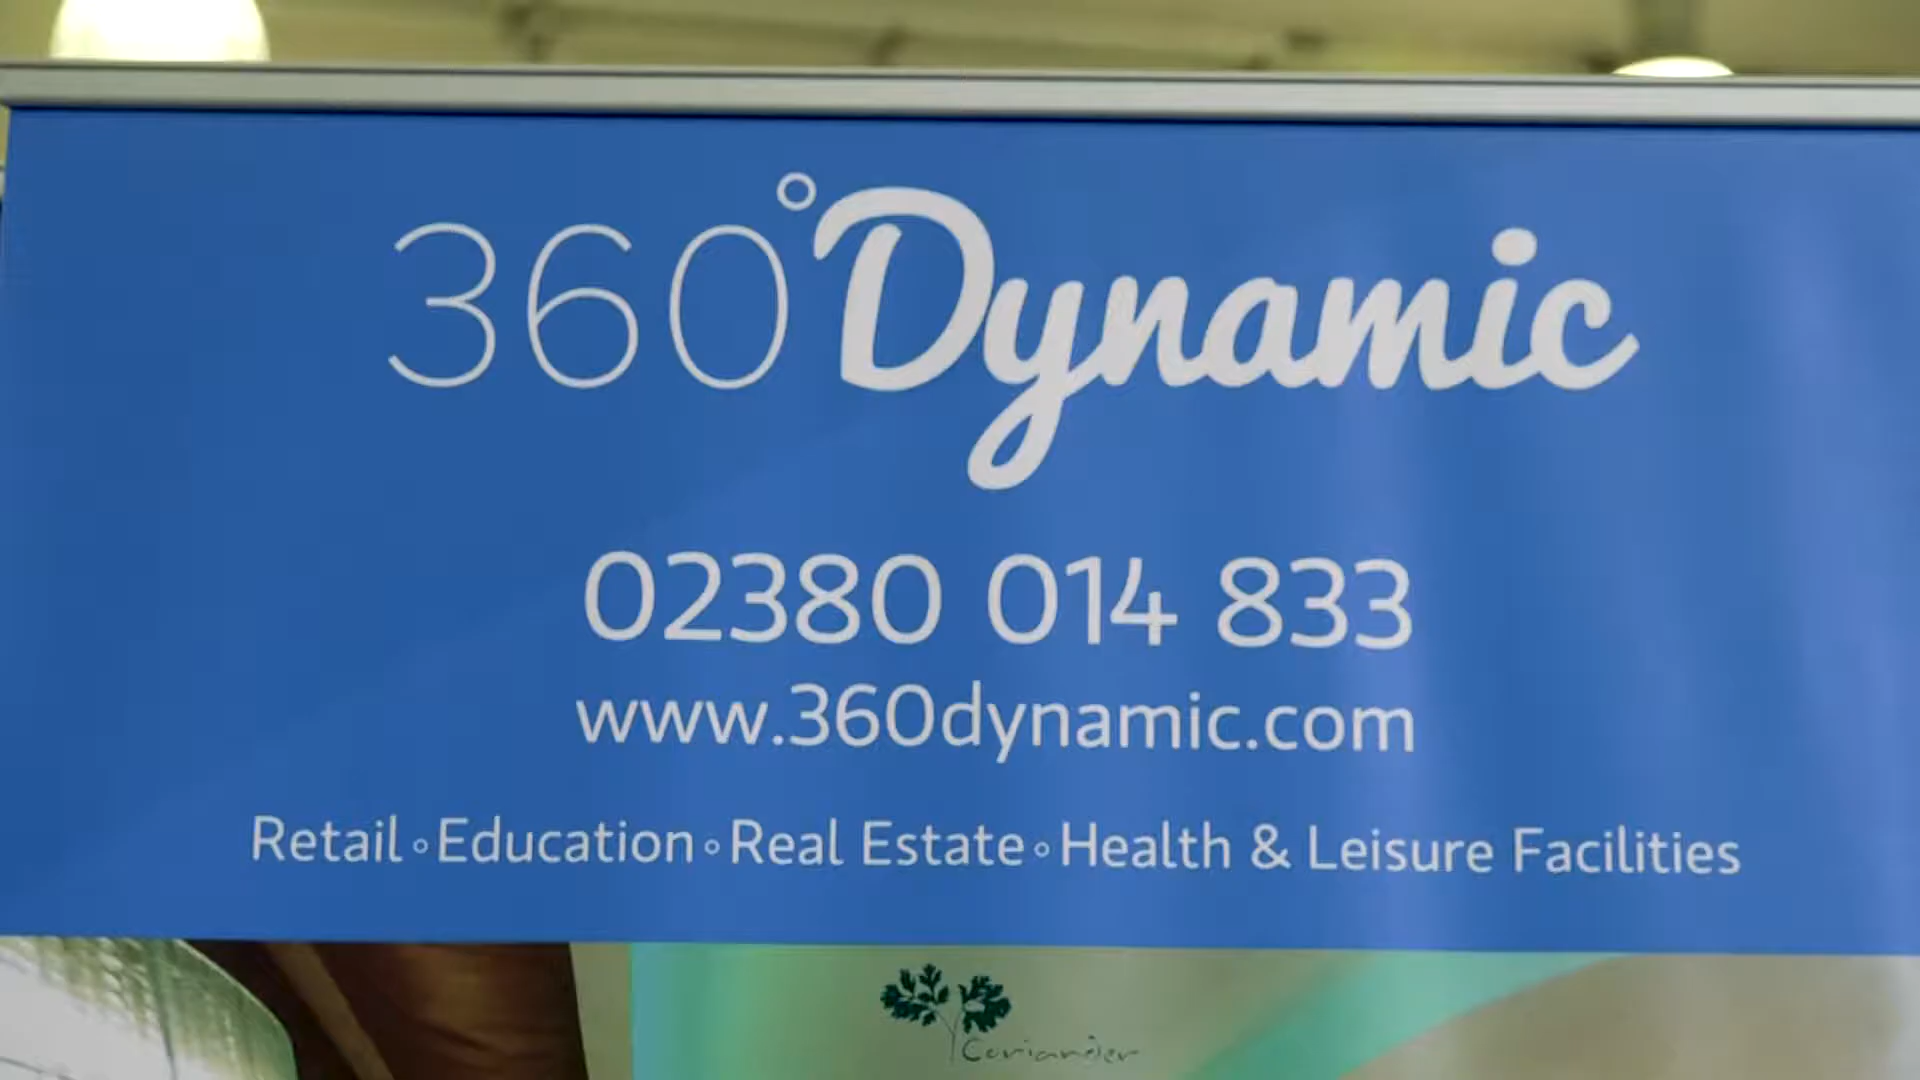 360°Dynamic
02380 014 833
www.360dynamic.com
Retail◦Education◦Real Estate◦Health & Leisure Facilities
Coriander